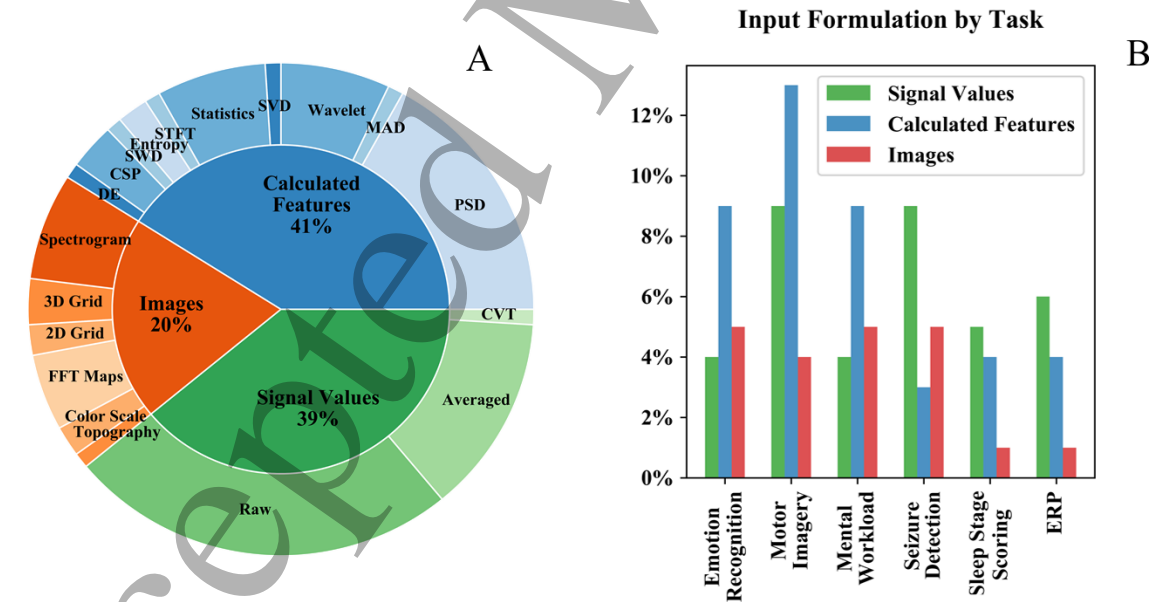 A
SVD
Wavelet
Statistics
MAD
STFT
Entropy
SWD
CSP
DE
Calculated
Features
41%
PSD
Spectrogram
3D Grid
2D Grid
FFT Maps
Color Scale
Topography
Images
20%
CVT
Signal Values
39%
Averaged
Raw
Input Formulation by Task
B
Signal Values
Calculated Features
Images
12%
10%
8%
6%
4%
2%
0%
Emotion
Recognition
Motor
Imagery
Mental
Workload
Seizure
Detection
Sleep Stage
Scoring
ERP